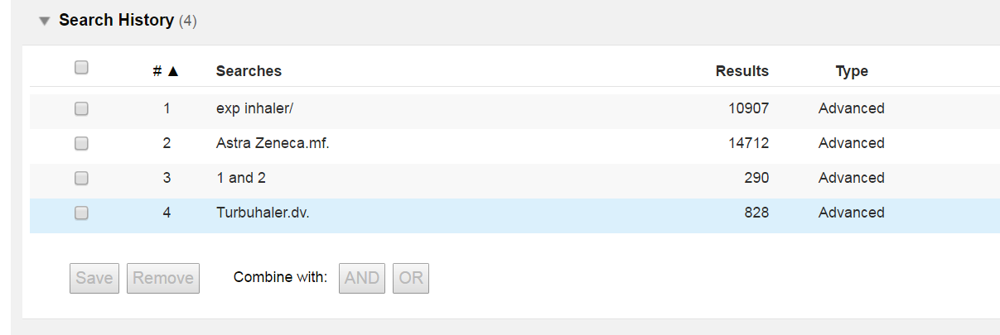 ▼ Search History (4)
# ▲ Searches Results Type
1 exp inhaler/ 10907 Advanced
2 Astra Zeneca.mf. 14712 Advanced
3 1 and 2 290 Advanced
4 Turbuhaler.dv. 828 Advanced
Save Remove Combine with: AND OR